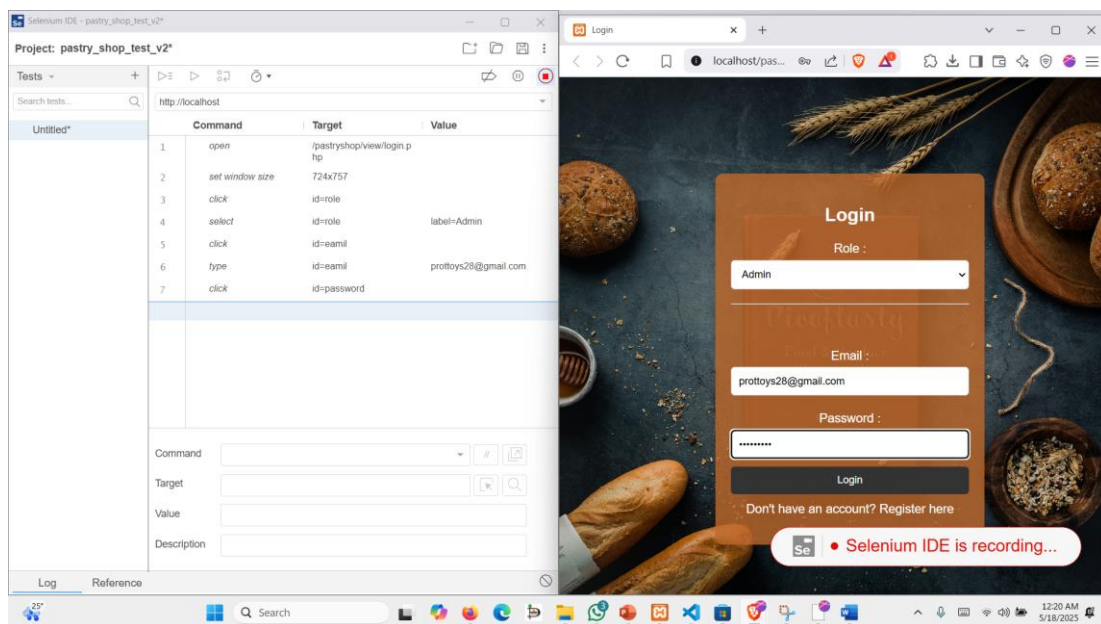 Selenium IDE - pastry_shop_test_v2*
Project: pastry_shop_test_v2*
Tests
Search tests...
Untitled*
http://localhost
Command Target Value
1 open /pastryshop/view/login.p
hp
2 set window size 724x757
3 click id=role
4 select id=role label=Admin
5 click id=eamil
6 type id=eamil prottoys28@gmail.com
7 click id=password
Command
//
Target
Value
Description
Log Reference
Login
localhost/pas...
Login
Role :
Admin
Email :
prottoys28@gmail.com
Password :
•••••••••
Login
Don't have an account? Register here
Se • Selenium IDE is recording...
25°
Search
3
12:20 AM
5/18/2025